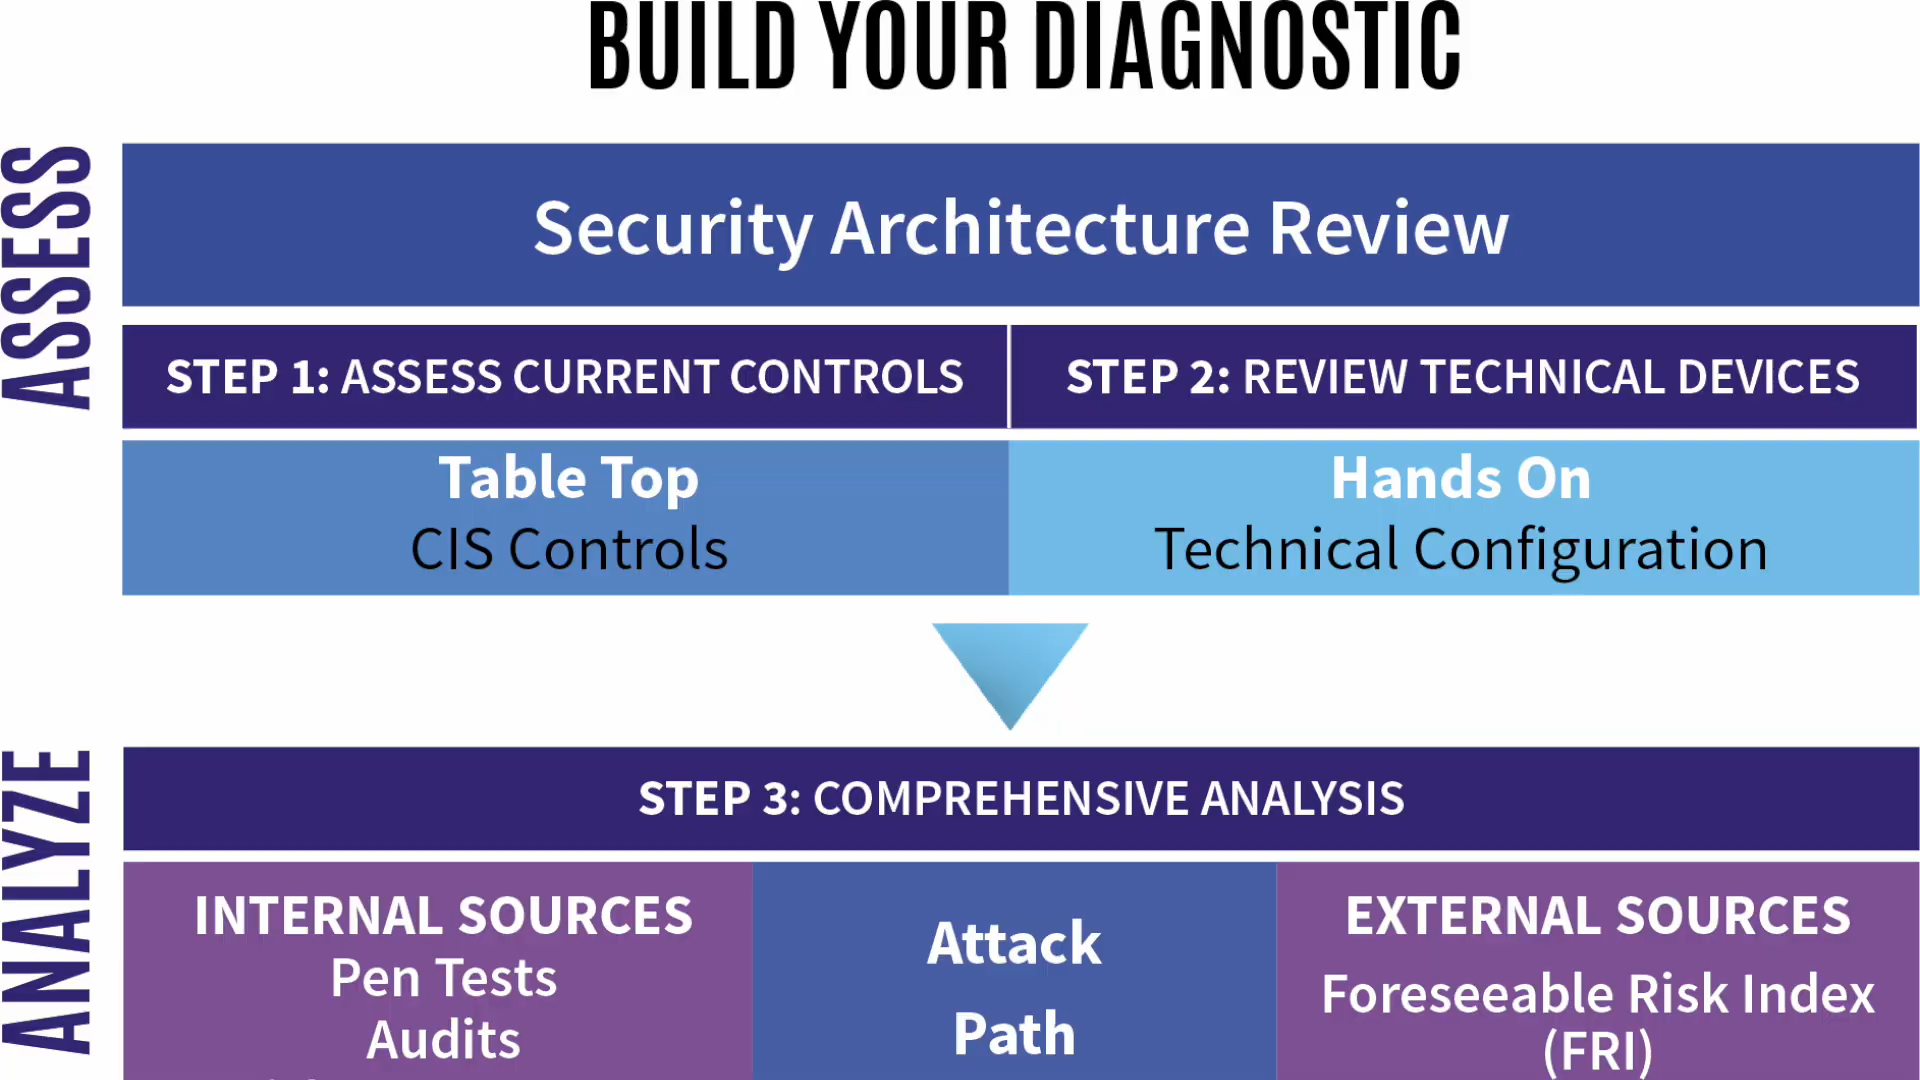 BUILD YOUR DIAGNOSTIC
ASSESS
Security Architecture Review
STEP 1: ASSESS CURRENT CONTROLS
STEP 2: REVIEW TECHNICAL DEVICES
Table Top
CIS Controls
Hands On
Technical Configuration
ANALYZE
STEP 3: COMPREHENSIVE ANALYSIS
INTERNAL SOURCES
Pen Tests
Audits
Attack
Path
EXTERNAL SOURCES
Foreseeable Risk Index
(FRI)